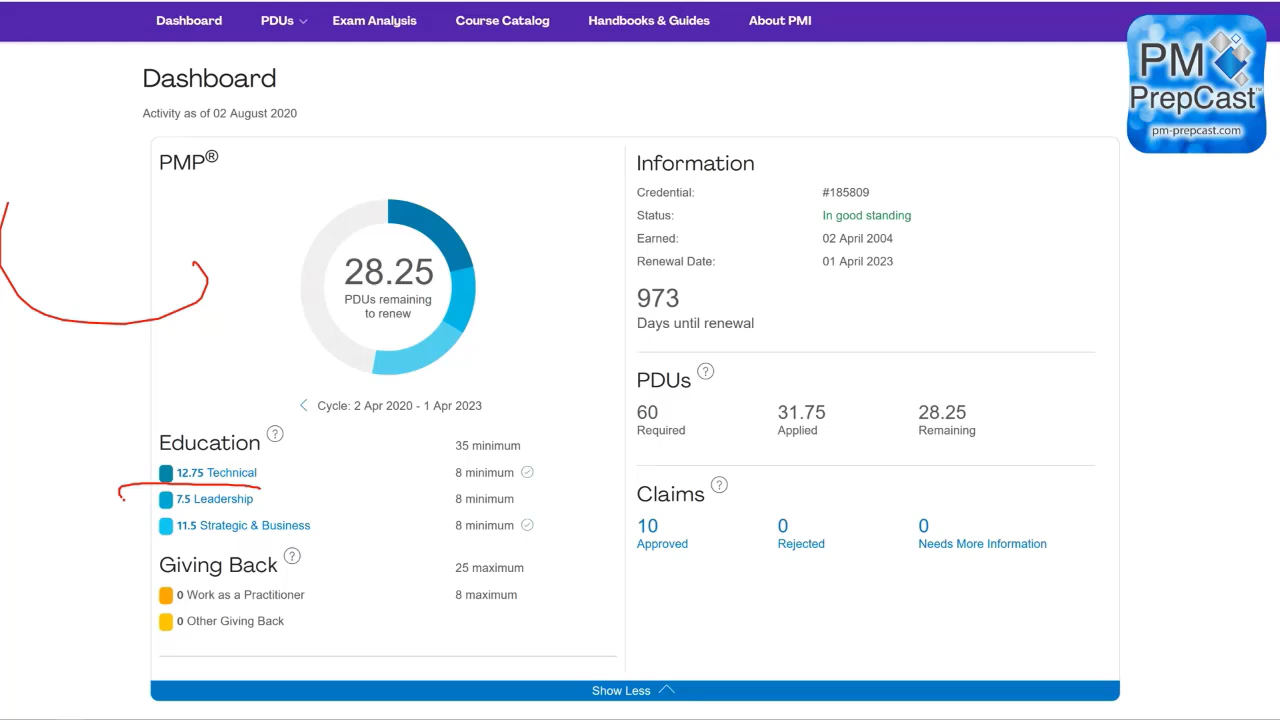 Dashboard PDUs Exam Analysis Course Catalog Handbooks & Guides About PMI
PM
PrepCast™
pm-prepcast.com
Dashboard
Activity as of 02 August 2020
PMP®
28.25
PDUs remaining
to renew
Cycle: 2 Apr 2020 - 1 Apr 2023
Education ? 35 minimum
12.75 Technical 8 minimum
7.5 Leadership 8 minimum
11.5 Strategic & Business 8 minimum
Giving Back ? 25 maximum
0 Work as a Practitioner 8 maximum
0 Other Giving Back
Information
Credential: #185809
Status: In good standing
Earned: 02 April 2004
Renewal Date: 01 April 2023
973
Days until renewal
PDUs ?
60 31.75 28.25
Required Applied Remaining
Claims ?
10 0 0
Approved Rejected Needs More Information
Show Less